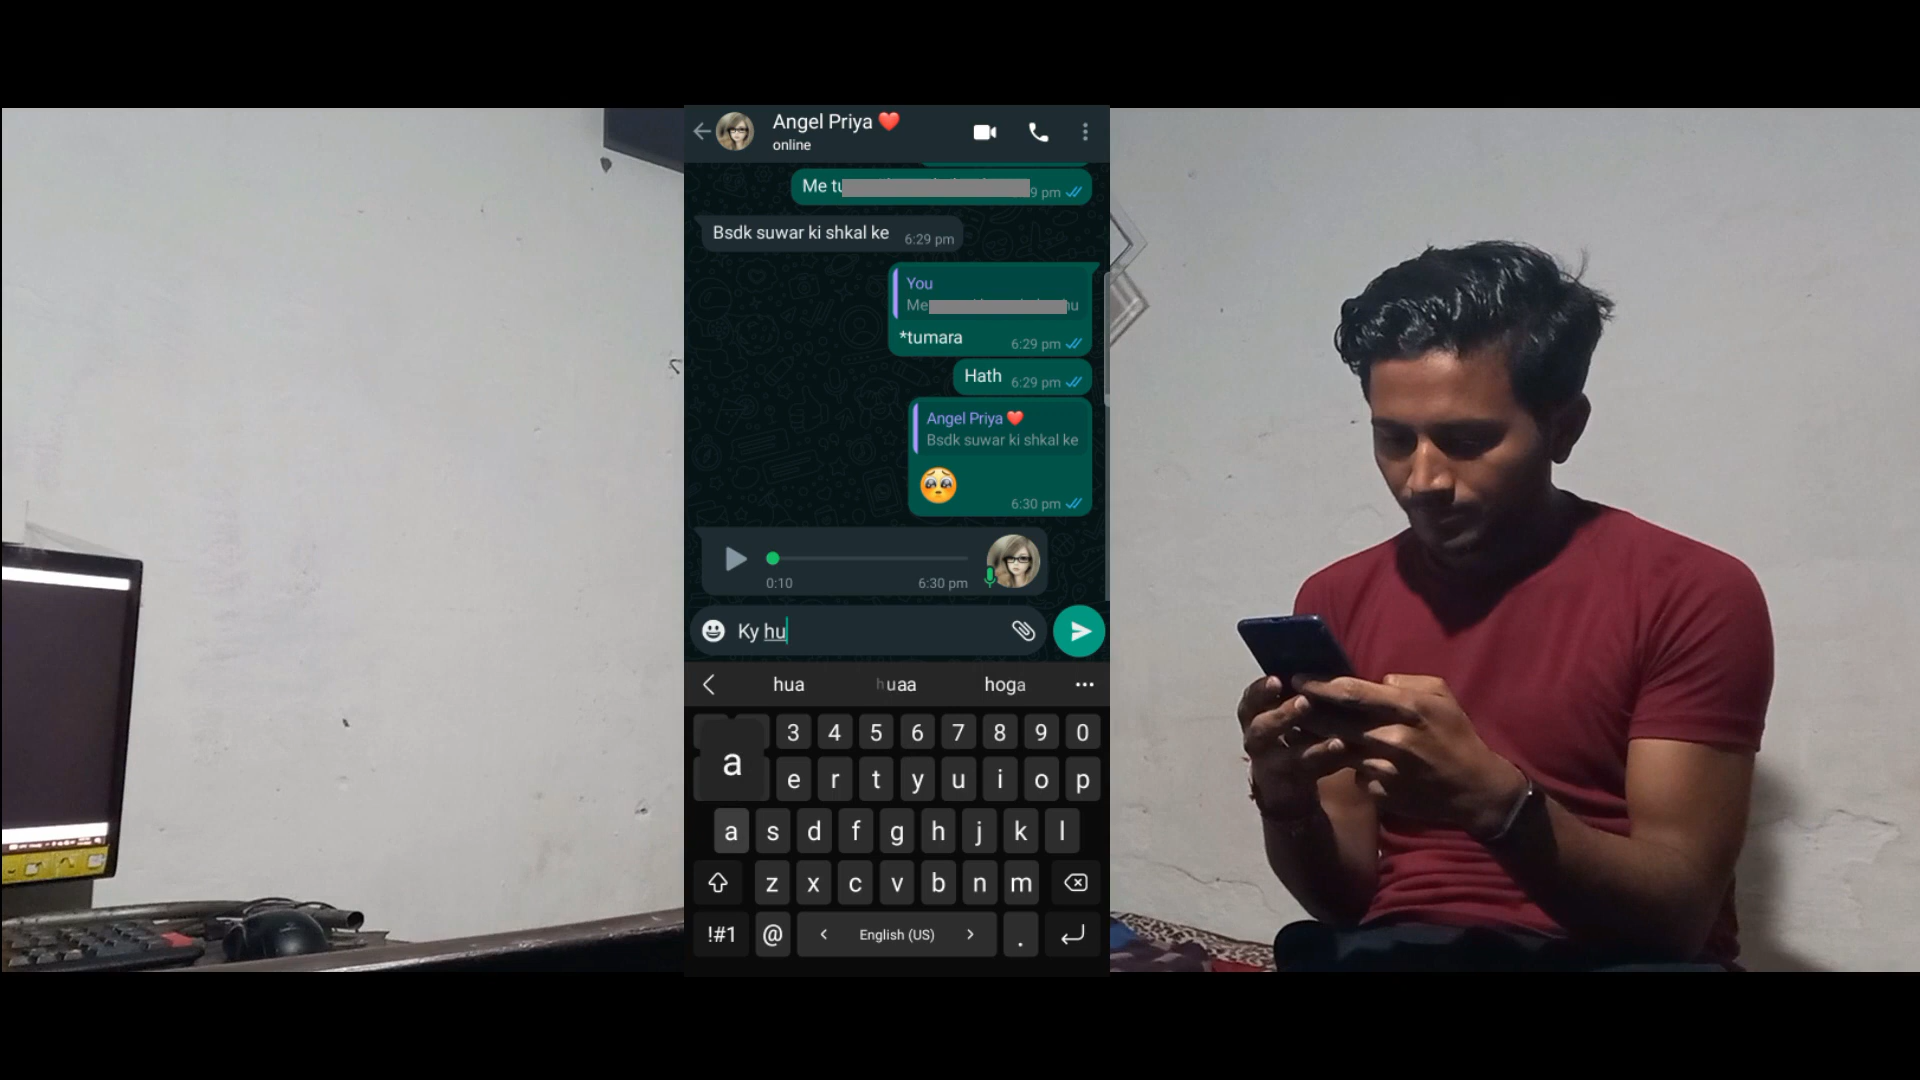 Angel Priya ❤️
online
Me tu
9 pm
Bsdk suwar ki shkal ke 6:29 pm
You
Me hu
*tumara 6:29 pm
Hath 6:29 pm
Angel Priya ❤️
Bsdk suwar ki shkal ke
🥺
6:30 pm
0:10 6:30 pm
Ky hu
hua huaa hoga
3 4 5 6 7 8 9 0
a
e r t y u i o p
a s d f g h j k l
z x c v b n m
!#1 @ < English (US) > .